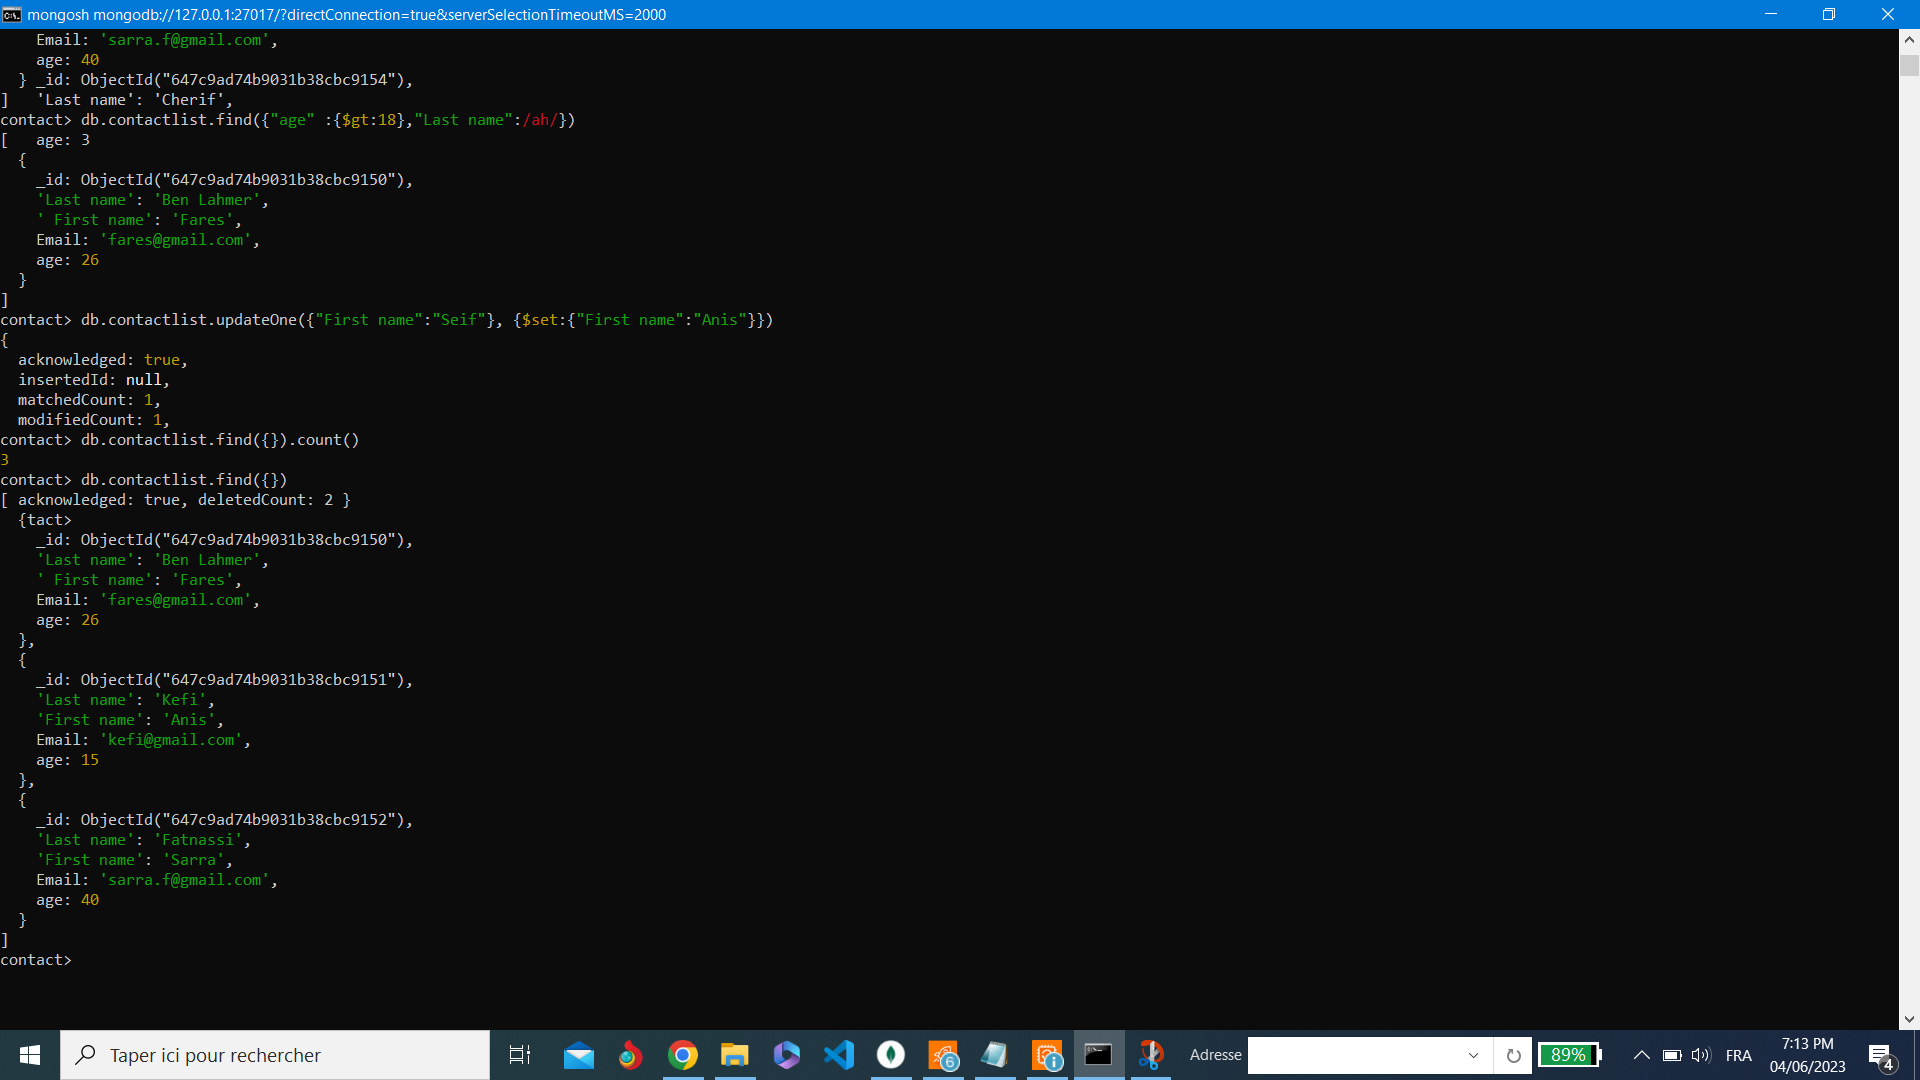 mongosh mongodb://127.0.0.1:27017/?directConnection=true&serverSelectionTimeoutMS=2000
    Email: 'sarra.f@gmail.com',
    age: 40
  } _id: ObjectId("647c9ad74b9031b38cbc9154"),
]   'Last name': 'Cherif',
contact> db.contactlist.find({"age" :{$gt:18},"Last name":/ah/})
[   age: 3
  {
    _id: ObjectId("647c9ad74b9031b38cbc9150"),
    'Last name': 'Ben Lahmer',
    ' First name': 'Fares',
    Email: 'fares@gmail.com',
    age: 26
  }
]
contact> db.contactlist.updateOne({"First name":"Seif"}, {$set:{"First name":"Anis"}})
{
  acknowledged: true,
  insertedId: null,
  matchedCount: 1,
  modifiedCount: 1,
contact> db.contactlist.find({}).count()
3
contact> db.contactlist.find({})
[ acknowledged: true, deletedCount: 2 }
  {tact>
    _id: ObjectId("647c9ad74b9031b38cbc9150"),
    'Last name': 'Ben Lahmer',
    ' First name': 'Fares',
    Email: 'fares@gmail.com',
    age: 26
  },
  {
    _id: ObjectId("647c9ad74b9031b38cbc9151"),
    'Last name': 'Kefi',
    'First name': 'Anis',
    Email: 'kefi@gmail.com',
    age: 15
  },
  {
    _id: ObjectId("647c9ad74b9031b38cbc9152"),
    'Last name': 'Fatnassi',
    'First name': 'Sarra',
    Email: 'sarra.f@gmail.com',
    age: 40
  }
]
contact>
Taper ici pour rechercher
6
Adresse
89%
FRA
7:13 PM
04/06/2023
4